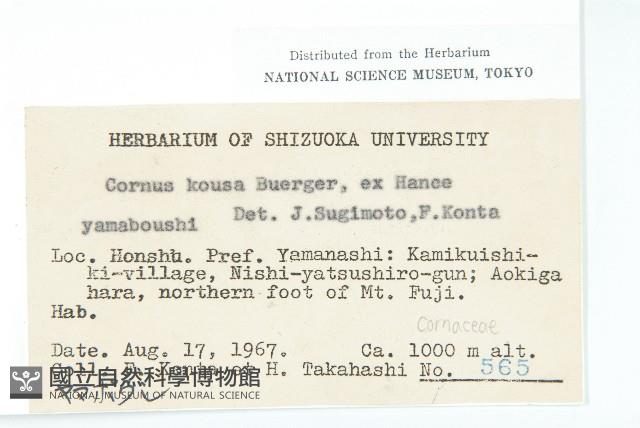 Distributed from the Herbarium
NATIONAL SCIENCE MUSEUM, TOKYO
HERBARIUM OF SHIZUOKA UNIVERSITY
Cornus kousa Buerger, ex Hance
yamaboushi Det. J.Sugimoto,F.Konta
Loc. Honshu. Pref. Yamanashi: Kamikuishi-
ki-village, Nishi-yatsushiro-gun; Aokiga
hara, northern foot of Mt. Fuji.
Hab.
Cornaceae
Date. Aug. 17, 1967. Ca. 1000 m alt.
Coll. F. Konta et H. Takahashi No. 565
國立自然科學博物館
NATIONAL MUSEUM OF NATURAL SCIENCE